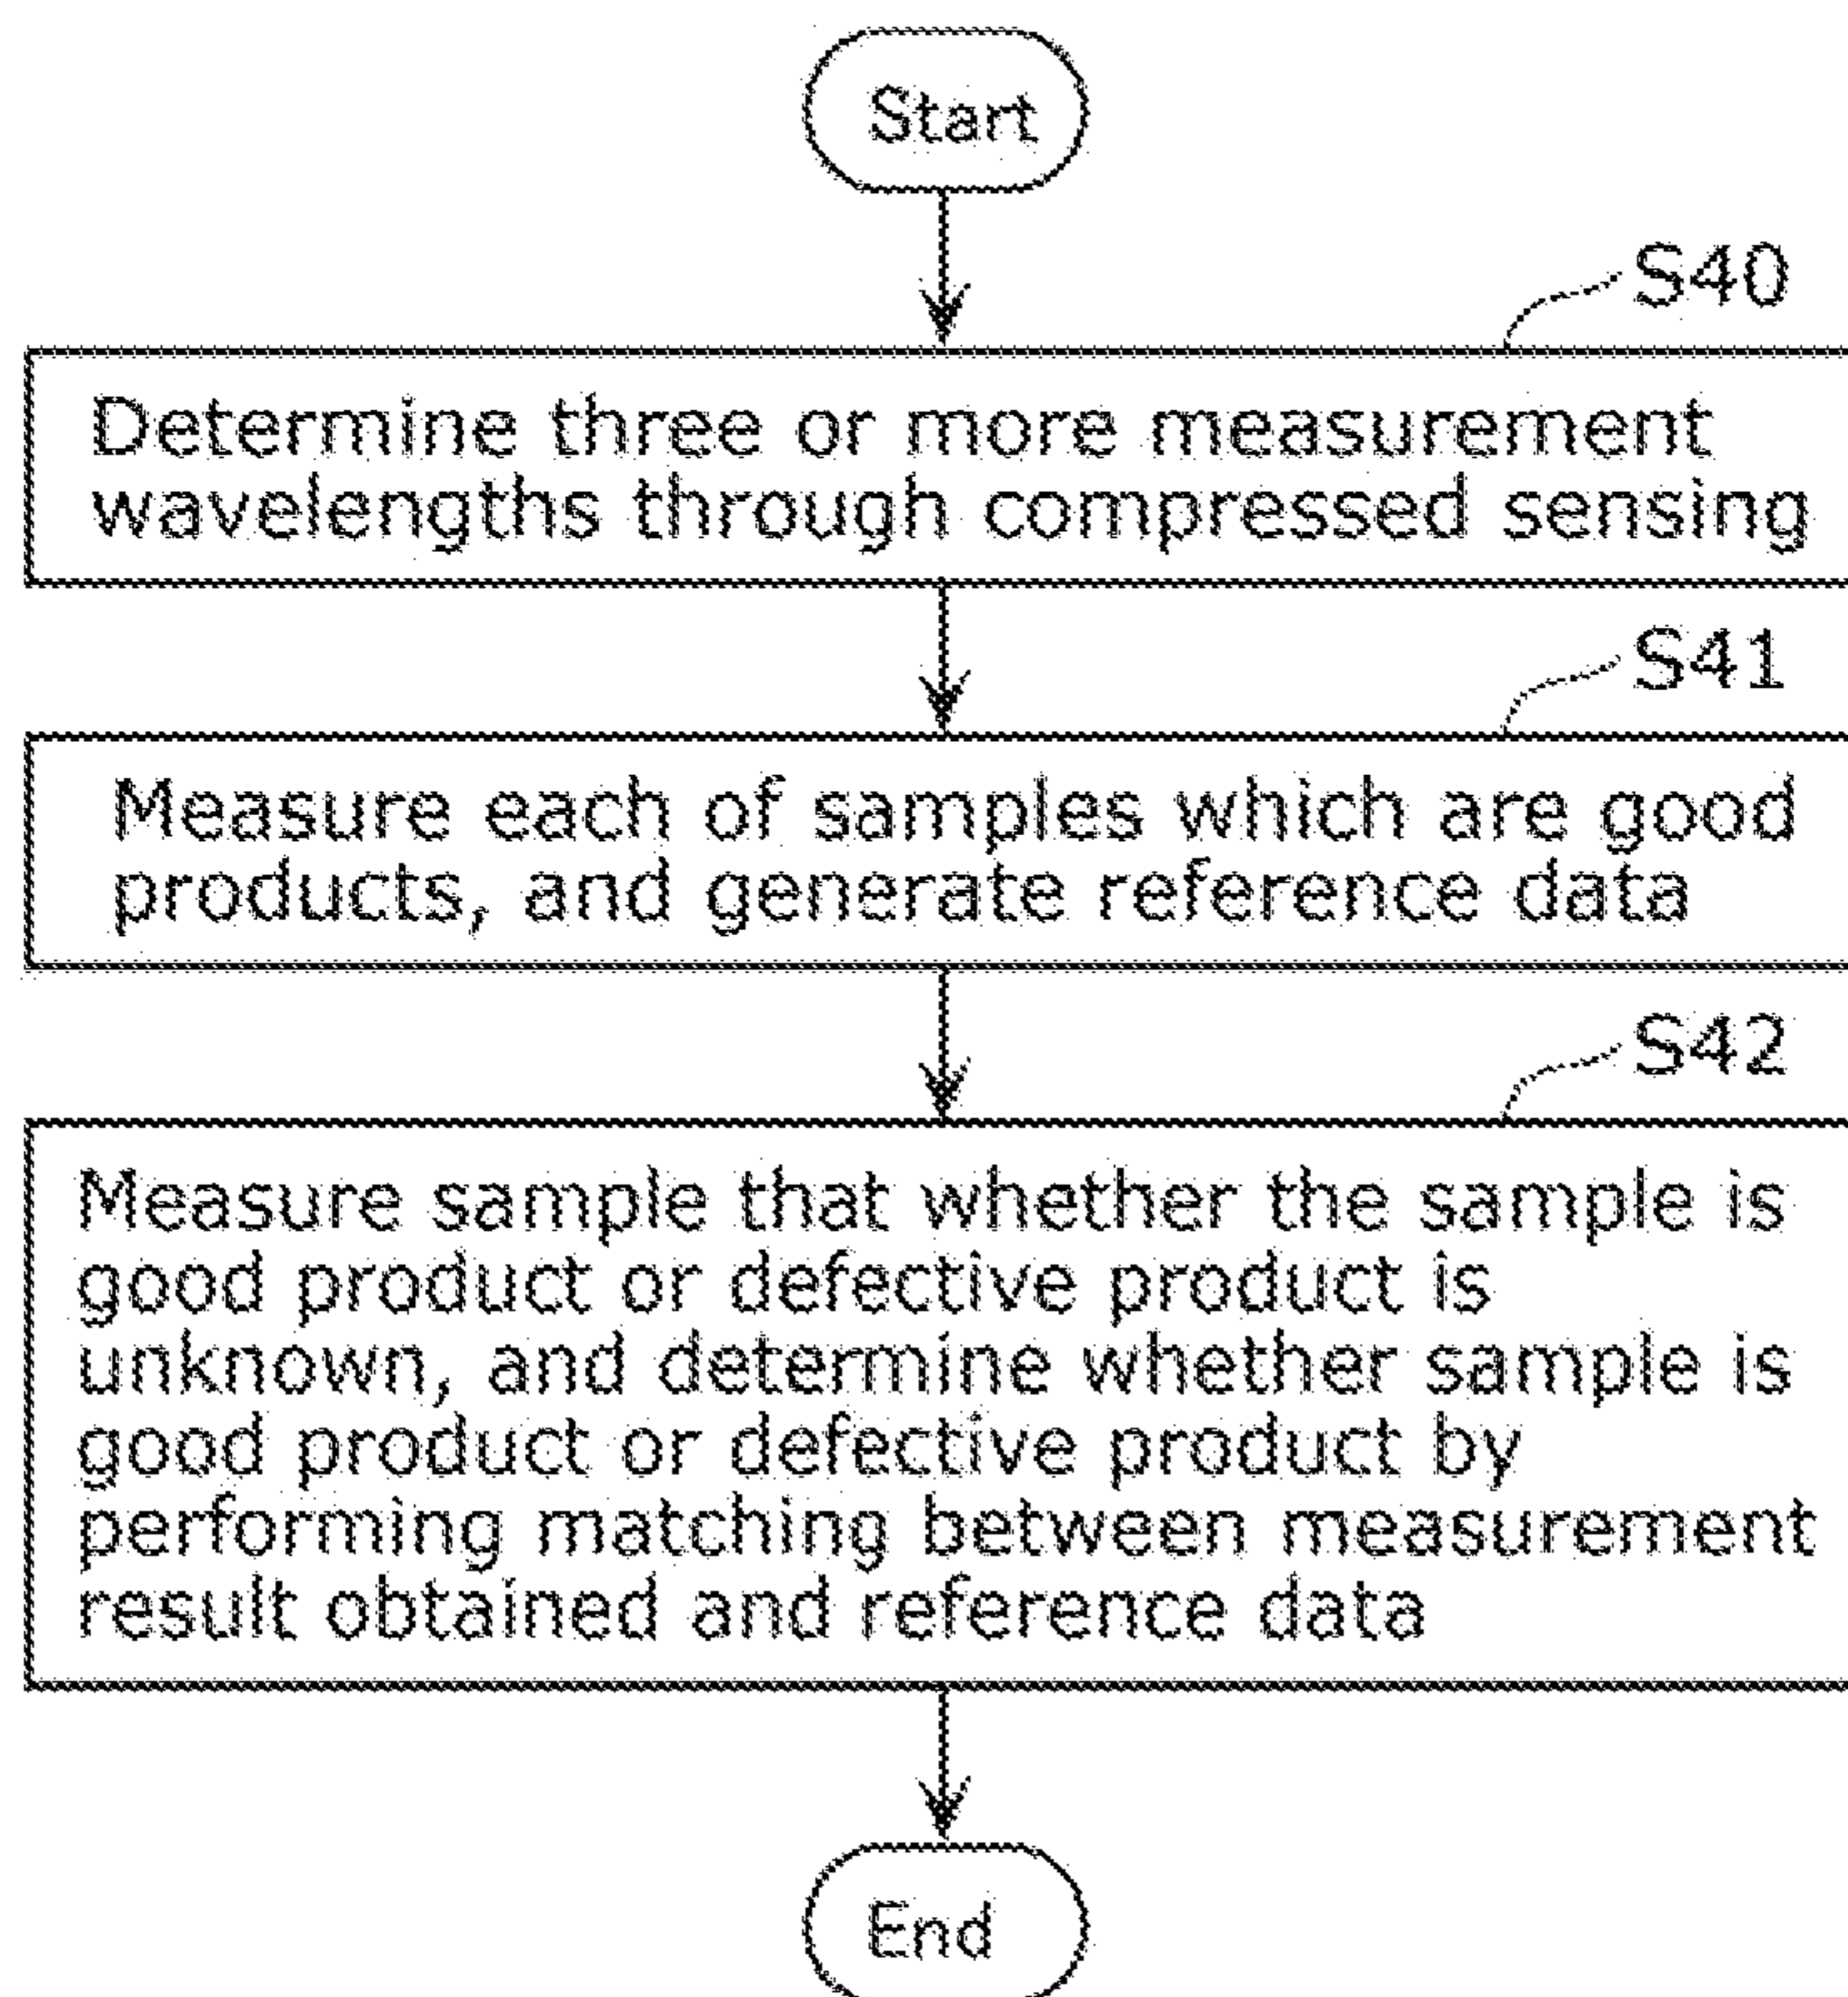 Start
S40
Determine three or more measurement
wavelengths through compressed sensing
S41
Measure each of samples which are good
products, and generate reference data
S42
Measure sample that whether the sample is
good product or defective product is
unknown, and determine whether sample is
good product or defective product by
performing matching between measurement
result obtained and reference data
End